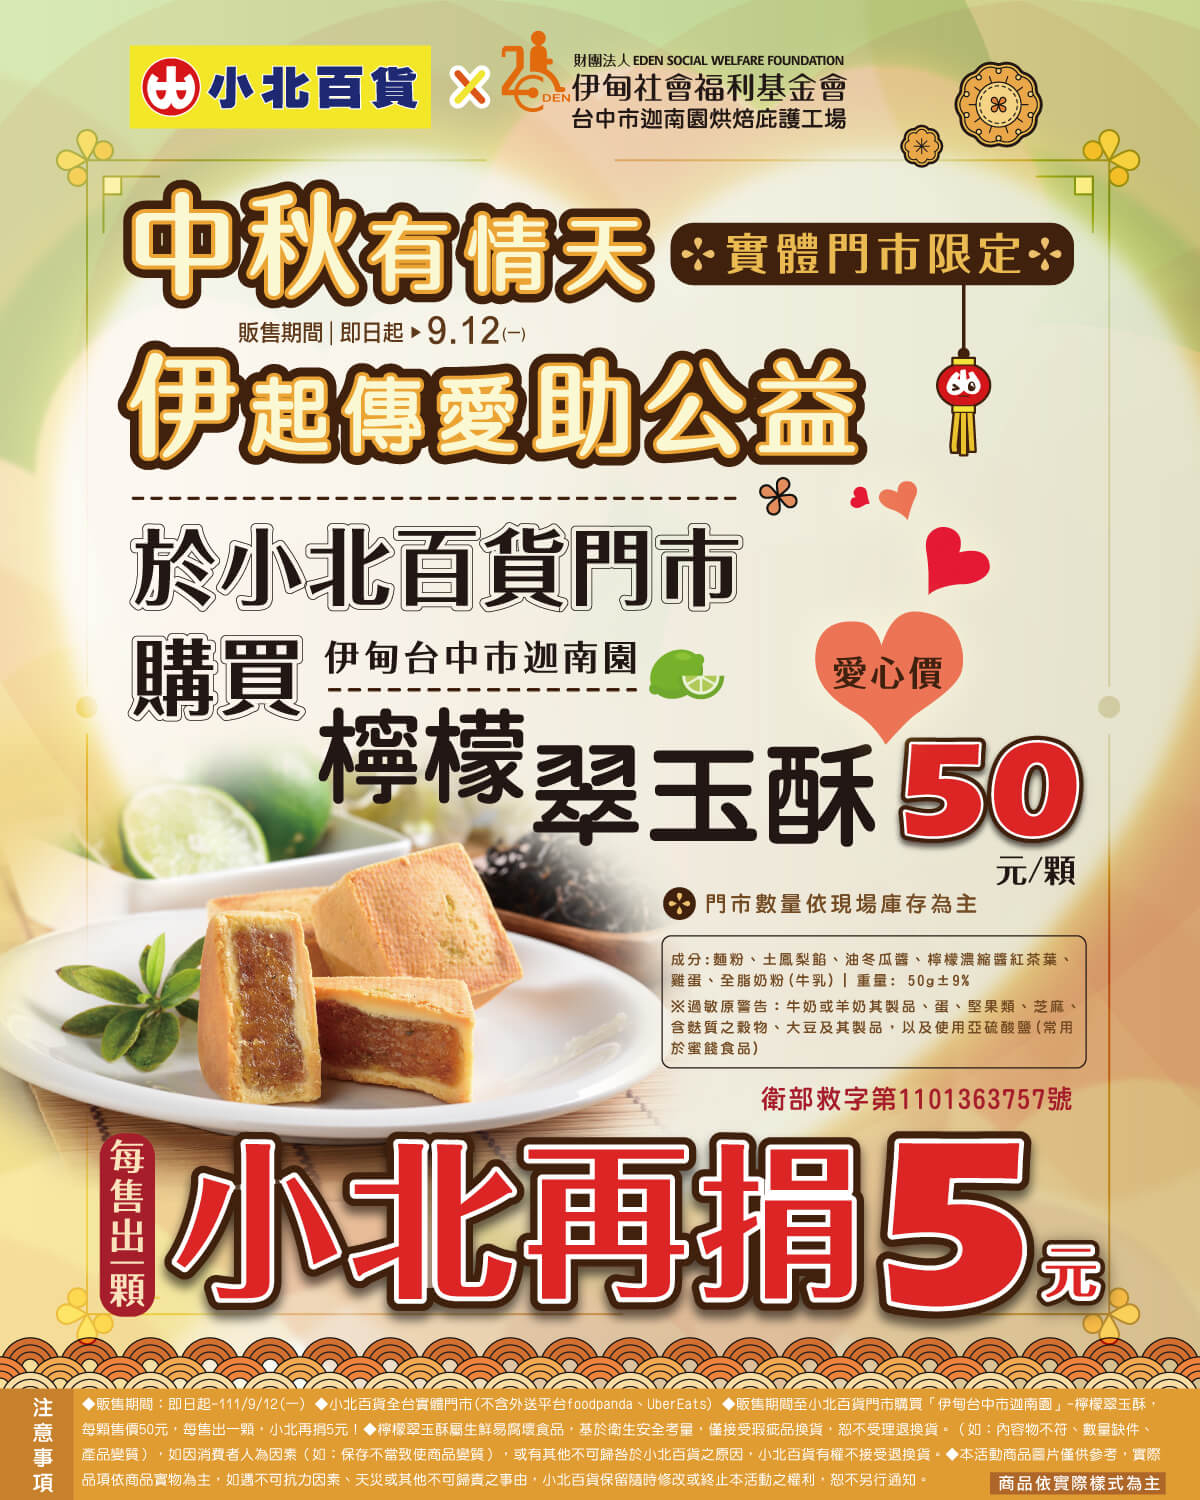 小北百貨
EDEN
財團法人 EDEN SOCIAL WELFARE FOUNDATION
伊甸社會福利基金會
台中市迦南園烘焙庇護工場
中秋有情天
實體門市限定
販售期間|即日起▶9.12(一)
伊起傳愛助公益
於小北百貨門市
購買 伊甸台中市迦南園
愛心價
檸檬翠玉酥50
元/顆
門市數量依現場庫存為主
成分:麵粉、土鳳梨餡、油冬瓜醬、檸檬濃縮醬紅茶葉、
雞蛋、全脂奶粉(牛乳)| 重量: 50g±9%
※過敏原警告：牛奶或羊奶其製品、蛋、堅果類、芝麻、
含麩質之穀物、大豆及其製品，以及使用亞硫酸鹽(常用
於蜜餞食品)
衛部救字第1101363757號
每售出一顆
小北再捐5元
注意事項
◆販售期間：即日起-111/9/12(一) ◆小北百貨全台實體門市(不含外送平台foodpanda、UberEats) ◆販售期間至小北百貨門市購買「伊甸台中市迦南園」-檸檬翠玉酥，
每顆售價50元，每售出一顆，小北再捐5元！◆檸檬翠玉酥屬生鮮易腐壞食品，基於衛生安全考量，僅接受瑕疵品換貨，恕不受理退換貨。（如：內容物不符、數量缺件、
產品變質），如因消費者人為因素（如：保存不當致使商品變質），或有其他不可歸咎於小北百貨之原因，小北百貨有權不接受退換貨。◆本活動商品圖片僅供參考，實際
品項依商品實物為主，如遇不可抗力因素、天災或其他不可歸責之事由，小北百貨保留隨時修改或終止本活動之權利，恕不另行通知。
商品依實際樣式為主